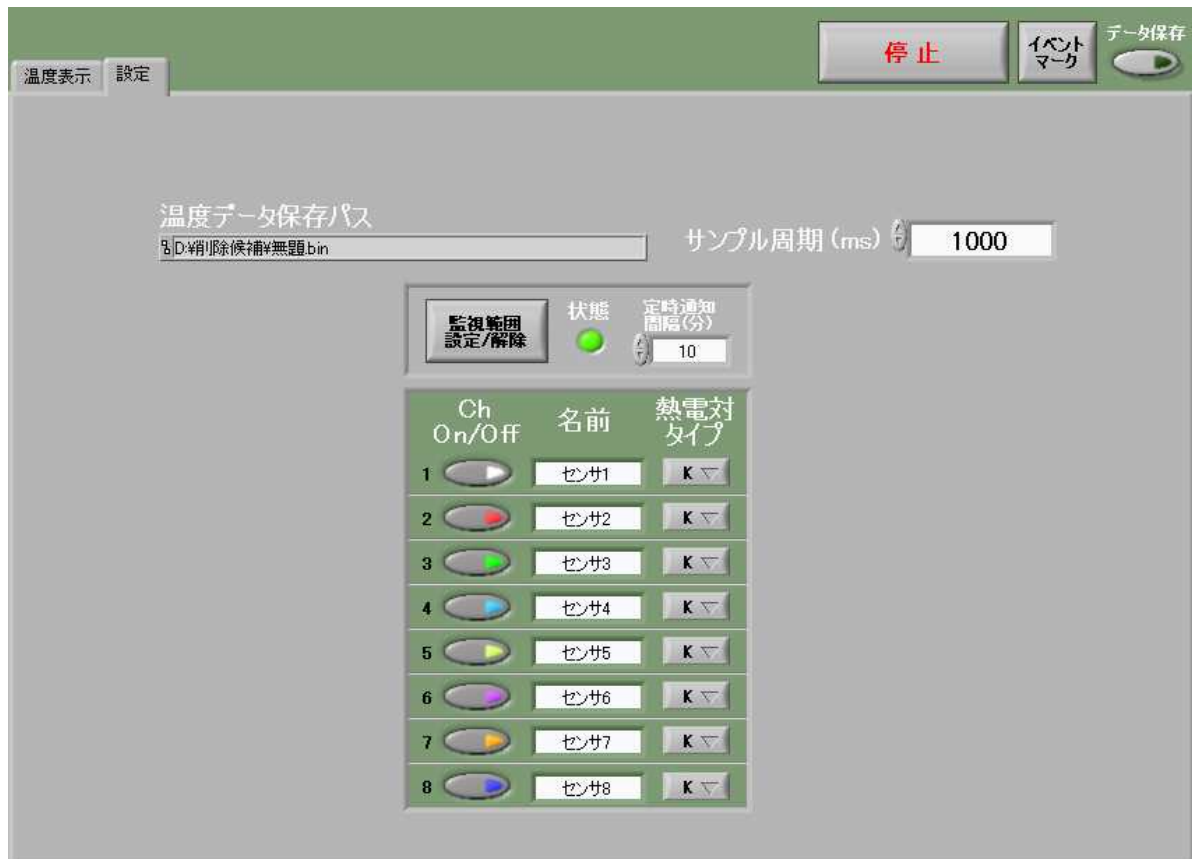 停止
イベント
マーク
データ保存
温度表示
設定
温度データ保存パス
D:¥削除候補¥無題.bin
サンプル周期(ms)
1000
監視範囲
設定/解除
状態
定時通知
間隔(分)
10
Ch
On/Off
名前
熱電対
タイプ
1 センサ1 K
2 センサ2 K
3 センサ3 K
4 センサ4 K
5 センサ5 K
6 センサ6 K
7 センサ7 K
8 センサ8 K